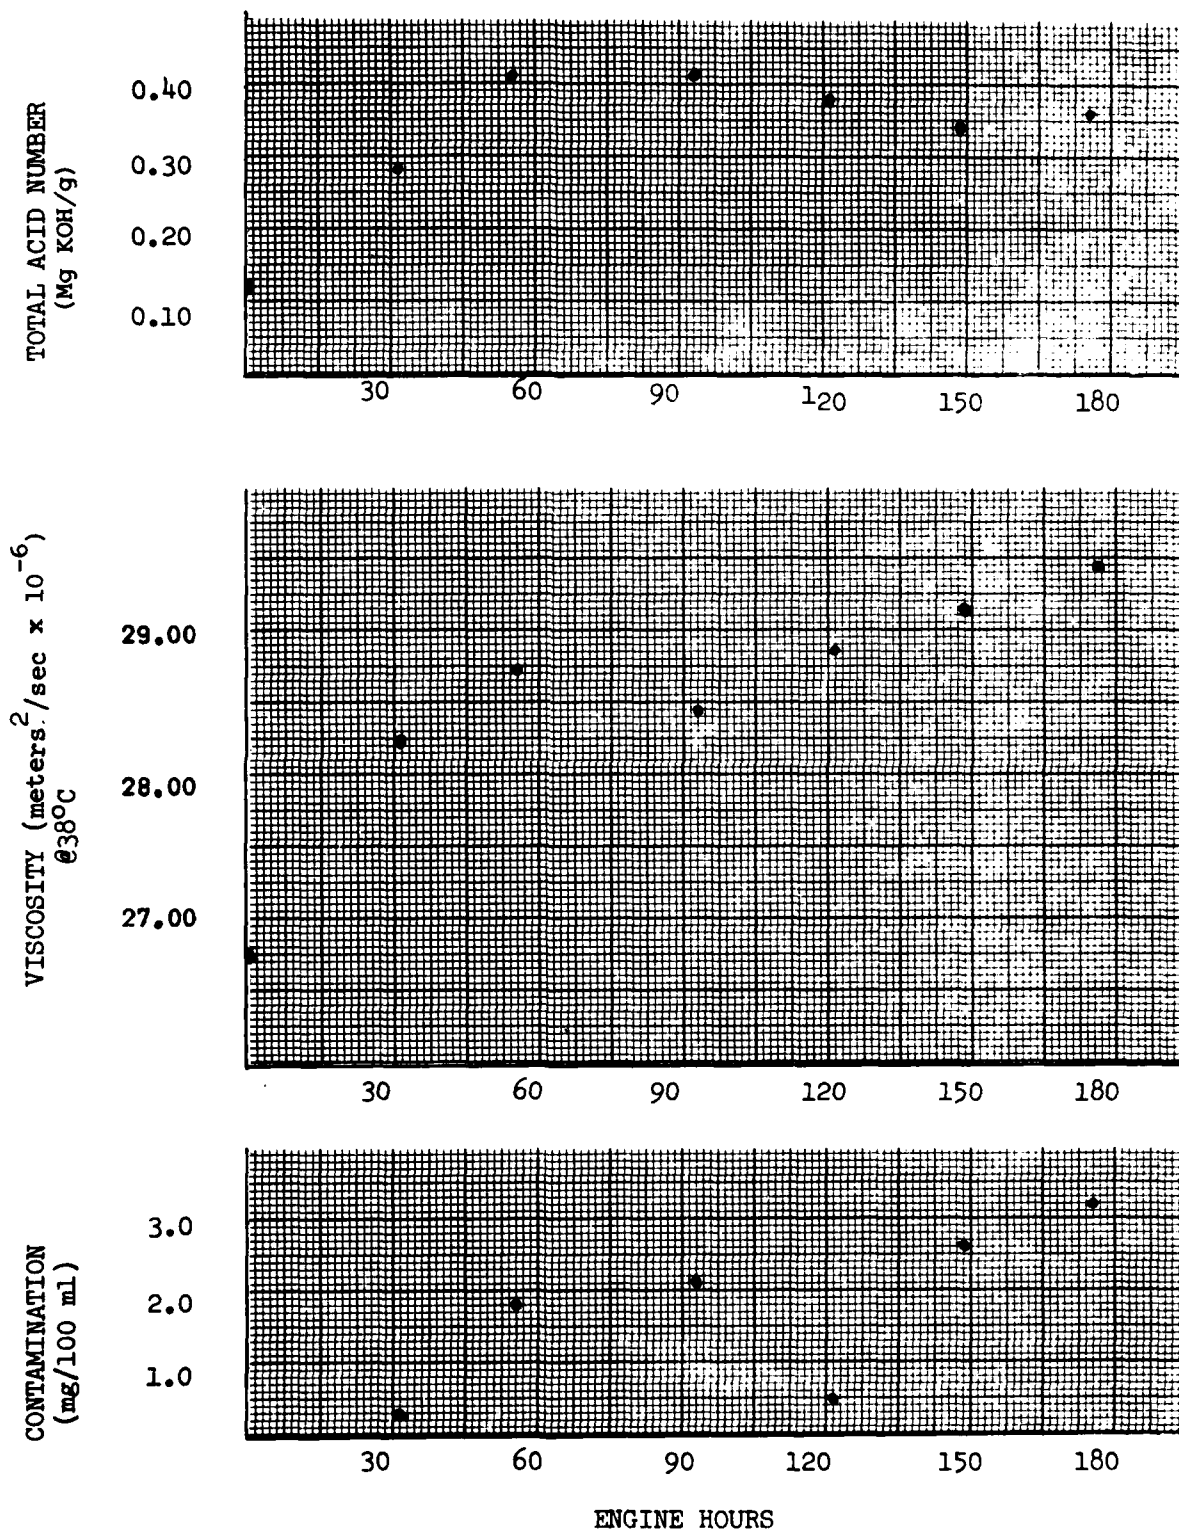 TOTAL ACID NUMBER
(Mg KOH/g)
0.40
0.30
0.20
0.10
30 60 90 120 150 180
VISCOSITY (meters.2/sec x 10-6)
@38°C
29.00
28.00
27.00
30 60 90 120 150 180
CONTAMINATION
(mg/100 ml)
3.0
2.0
1.0
30 60 90 120 150 180
ENGINE HOURS